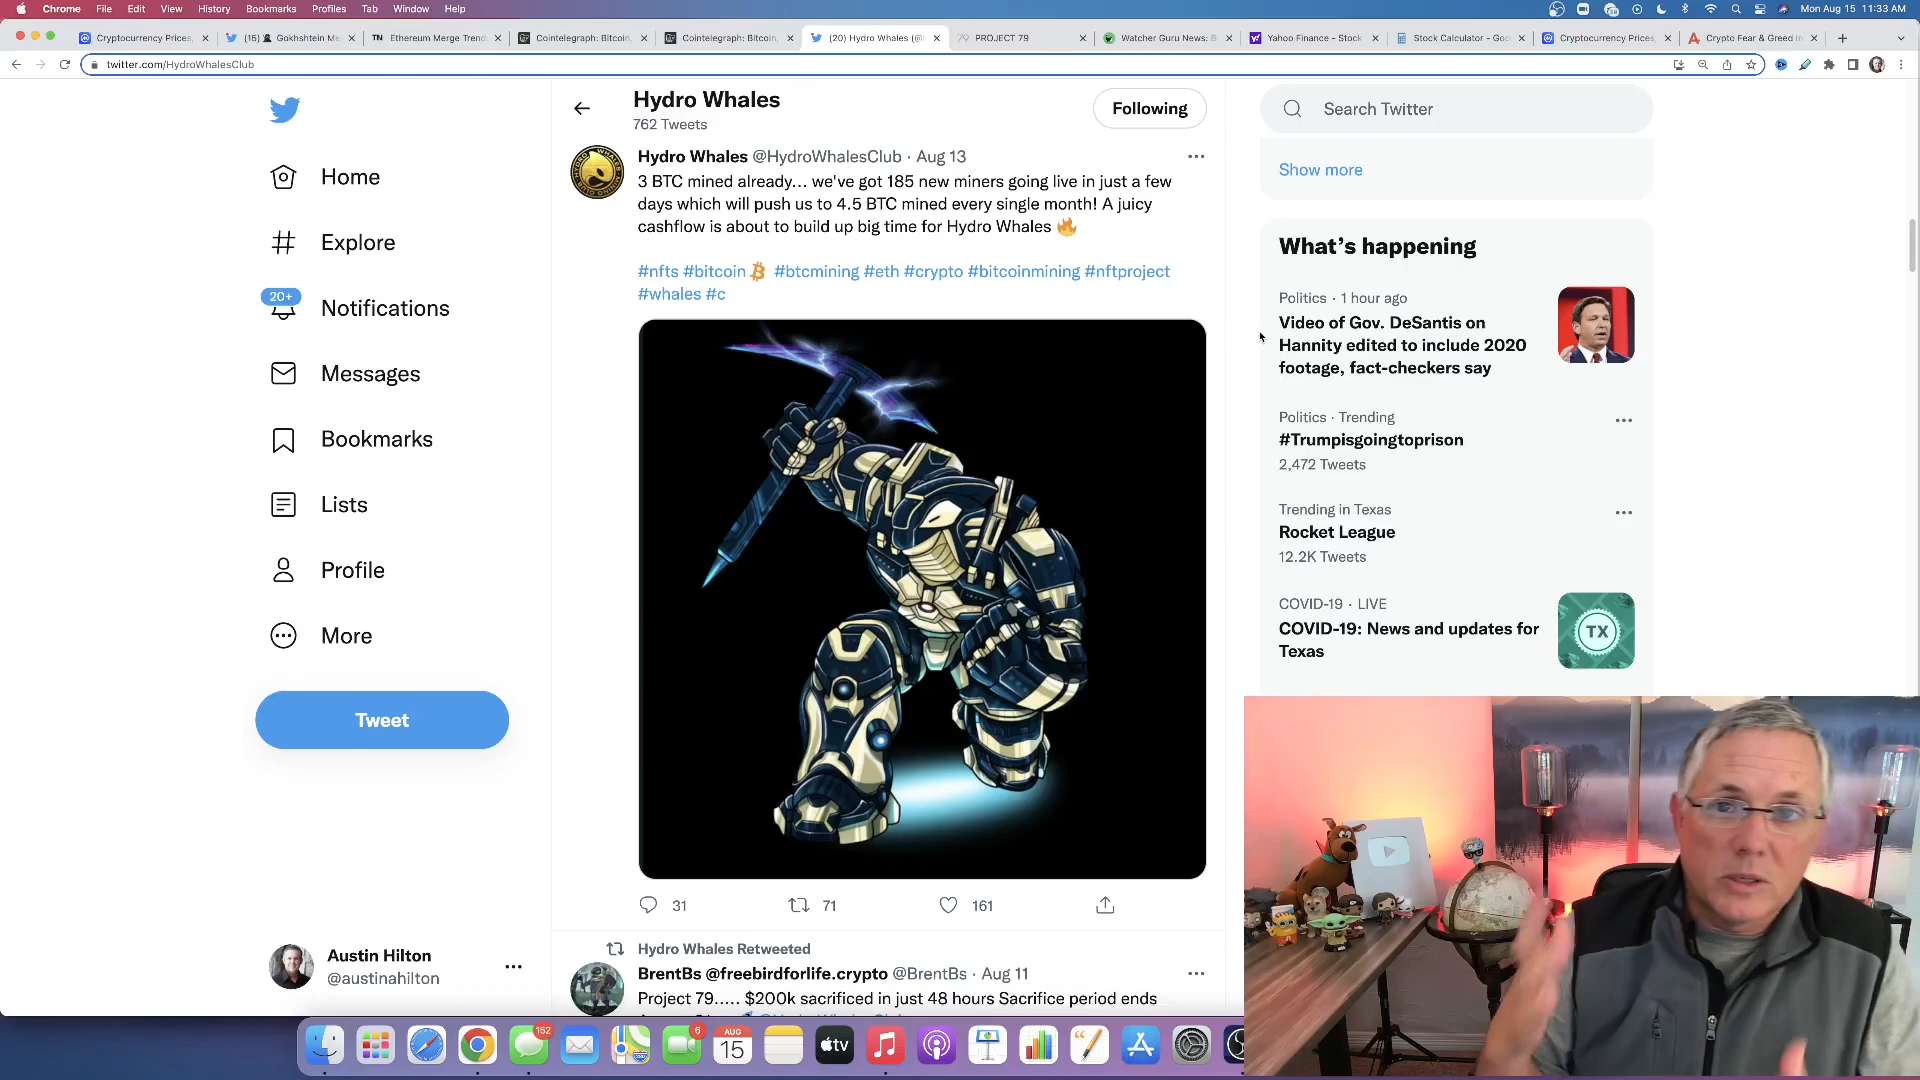 Chrome File Edit View History Bookmarks Profiles Tab Window Help
Mon Aug 15 11:33 AM
Cryptocurrency Prices,
Ethereum Merge Trend
Cointelegraph: Bitcoin,
Cointelegraph: Bitcoin,
(20) Hydro Whales (@
PROJECT 79
Watcher Guru News:
Yahoo Finance - Stock
Stock Calculator - Goo
Cryptocurrency Prices,
Crypto Fear & Greed In
twitter.com/HydroWhalesClub
Home
Explore
20+
Notifications
Messages
Bookmarks
Lists
Profile
More
Tweet
Austin Hilton
@austinahilton
Hydro Whales
762 Tweets
Following
Hydro Whales @HydroWhalesClub · Aug 13
3 BTC mined already... we've got 185 new miners going live in just a few
days which will push us to 4.5 BTC mined every single month! A juicy
cashflow is about to build up big time for Hydro Whales 🔥
#nfts #bitcoin #btcmining #eth #crypto #bitcoinmining #nftproject
#whales #c
31 71 161
Hydro Whales Retweeted
BrentBs @freebirdforlife.crypto @BrentBs · Aug 11
Project 79..... $200k sacrificed in just 48 hours Sacrifice period ends
Search Twitter
Show more
What's happening
Politics · 1 hour ago
Video of Gov. DeSantis on
Hannity edited to include 2020
footage, fact-checkers say
Politics · Trending
#Trumpisgoingtoprison
2,472 Tweets
Trending in Texas
Rocket League
12.2K Tweets
COVID-19 · LIVE
COVID-19: News and updates for
Texas
TX
152
6
AUG
15
tv